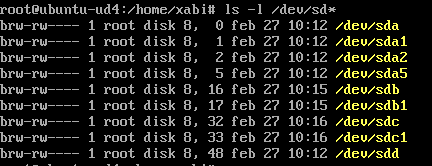 root@ubuntu-ud4:/home/xabi# ls -l /dev/sd*
brw-rw---- 1 root disk 8,  0 feb 27 10:12 /dev/sda
brw-rw---- 1 root disk 8,  1 feb 27 10:12 /dev/sda1
brw-rw---- 1 root disk 8,  2 feb 27 10:12 /dev/sda2
brw-rw---- 1 root disk 8,  5 feb 27 10:12 /dev/sda5
brw-rw---- 1 root disk 8, 16 feb 27 10:15 /dev/sdb
brw-rw---- 1 root disk 8, 17 feb 27 10:15 /dev/sdb1
brw-rw---- 1 root disk 8, 32 feb 27 10:16 /dev/sdc
brw-rw---- 1 root disk 8, 33 feb 27 10:16 /dev/sdc1
brw-rw---- 1 root disk 8, 48 feb 27 10:12 /dev/sdd